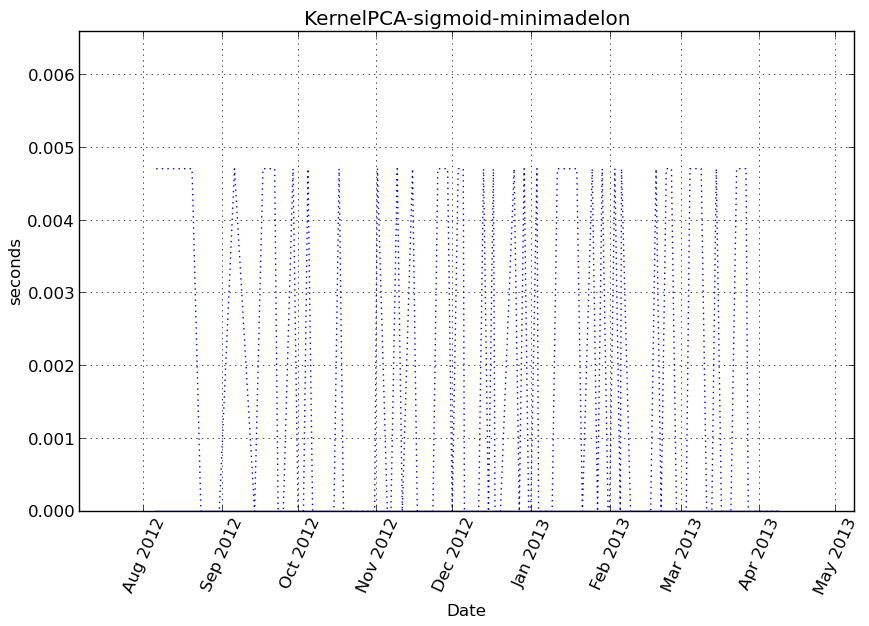 KernelPCA-sigmoid-minimadelon
0.006
0.005
0.004
0.003
0.002
0.001
0.000
seconds
Aug 2012
Sep 2012
Oct 2012
Nov 2012
Dec 2012
Jan 2013
Feb 2013
Mar 2013
Apr 2013
May 2013
Date